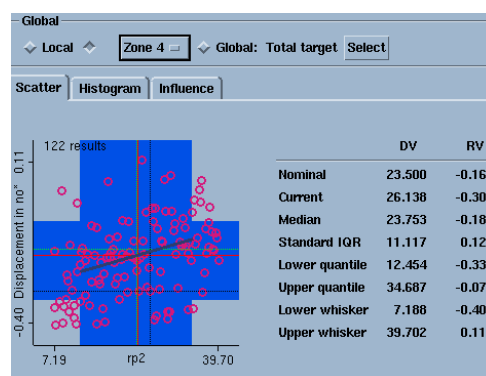 Global
Local Zone 4 Global: Total target Select
Scatter Histogram Influence
122 results
0.11
Displacement in no*
-0.40
7.19 rp2 39.70
DV RV
Nominal 23.500 -0.16
Current 26.138 -0.30
Median 23.753 -0.18
Standard IQR 11.117 0.12
Lower quantile 12.454 -0.33
Upper quantile 34.687 -0.07
Lower whisker 7.188 -0.40
Upper whisker 39.702 0.11